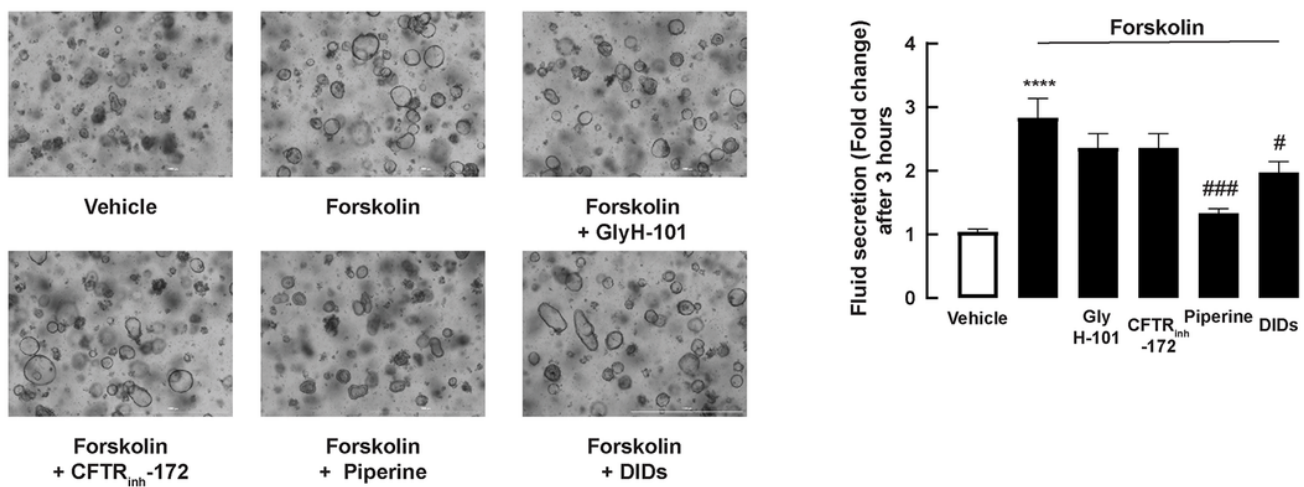 Vehicle
Forskolin
Forskolin
+ GlyH-101
Forskolin
+ CFTRinh-172
Forskolin
+ Piperine
Forskolin
+ DIDs
Forskolin
Fluid secretion (Fold change)
after 3 hours
4
3
2
1
0
****
###
#
Vehicle
Gly
H-101
CFTRinh
-172
Piperine
DIDs